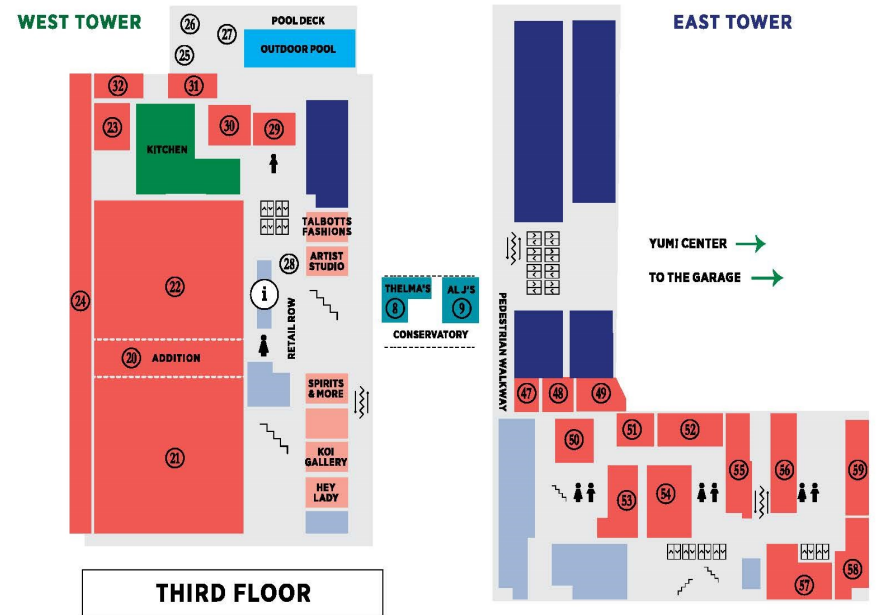 WEST TOWER
EAST TOWER
26
27
25
POOL DECK
OUTDOOR POOL
32
31
23
KITCHEN
30
29
TALBOTTS
FASHIONS
ARTIST
STUDIO
28
22
24
i
RETAIL ROW
20 ADDITION
21
SPIRITS
& MORE
KOI
GALLERY
HEY
LADY
THELMA'S
8
AL J'S
9
CONSERVATORY
PEDESTRIAN WALKWAY
YUMI CENTER
TO THE GARAGE
47
48
49
50
51
52
53
54
55
56
59
57
58
THIRD FLOOR